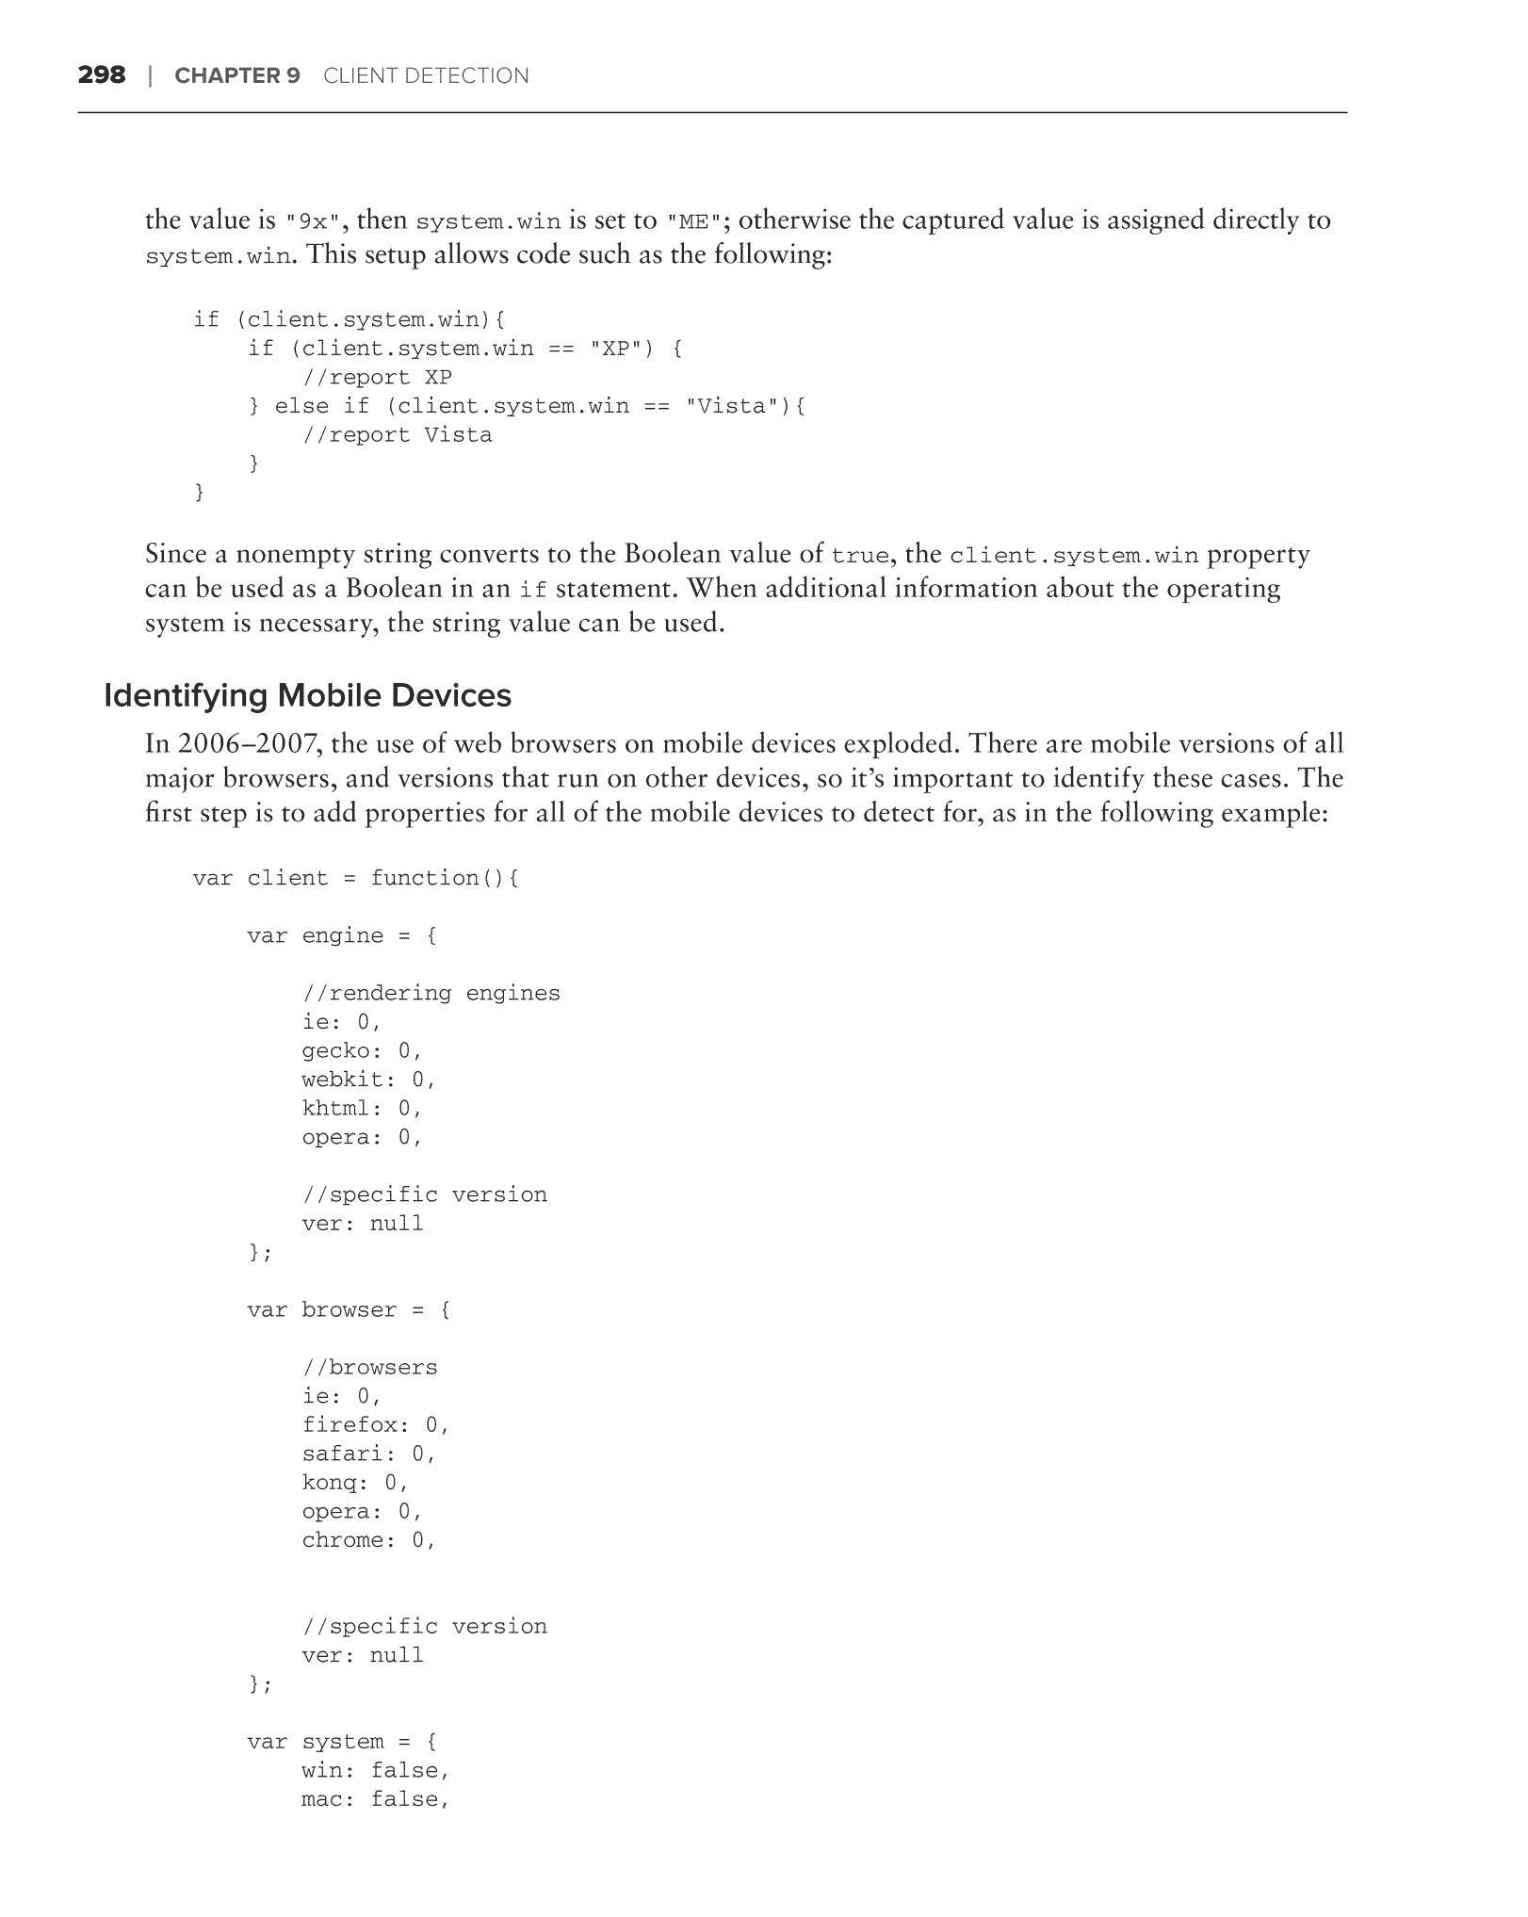 298 | CHAPTER 9 CLIENT DETECTION
the value is "9x", then system.win is set to "ME"; otherwise the captured value is assigned directly to
system.win. This setup allows code such as the following:
if (client.system.win){
if (client.system.win == "XP") {
//report XP
} else if (client.system.win == "Vista"){
//report Vista
}
}
Since a nonempty string converts to the Boolean value of true, the client.system.win property
can be used as a Boolean in an if statement. When additional information about the operating
system is necessary, the string value can be used.
Identifying Mobile Devices
In 2006–2007, the use of web browsers on mobile devices exploded. There are mobile versions of all
major browsers, and versions that run on other devices, so it’s important to identify these cases. The
first step is to add properties for all of the mobile devices to detect for, as in the following example:
var client = function(){
var engine = {
//rendering engines
ie: 0,
gecko: 0,
webkit: 0,
khtml: 0,
opera: 0,
//specific version
ver: null
};
var browser = {
//browsers
ie: 0,
firefox: 0,
safari: 0,
konq: 0,
opera: 0,
chrome: 0,
//specific version
ver: null
};
var system = {
win: false,
mac: false,